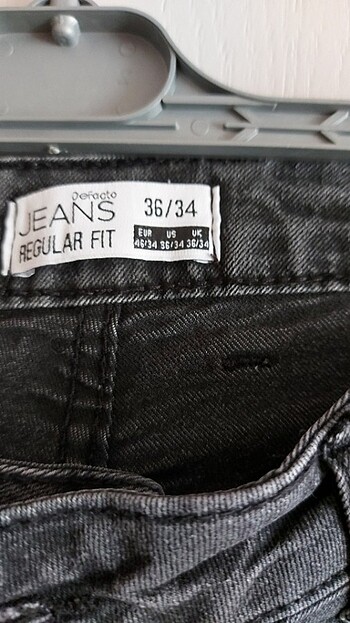 DeFacto
JEANS 36/34
REGULAR FIT
EUR US UK
46/34 36/34 36/34